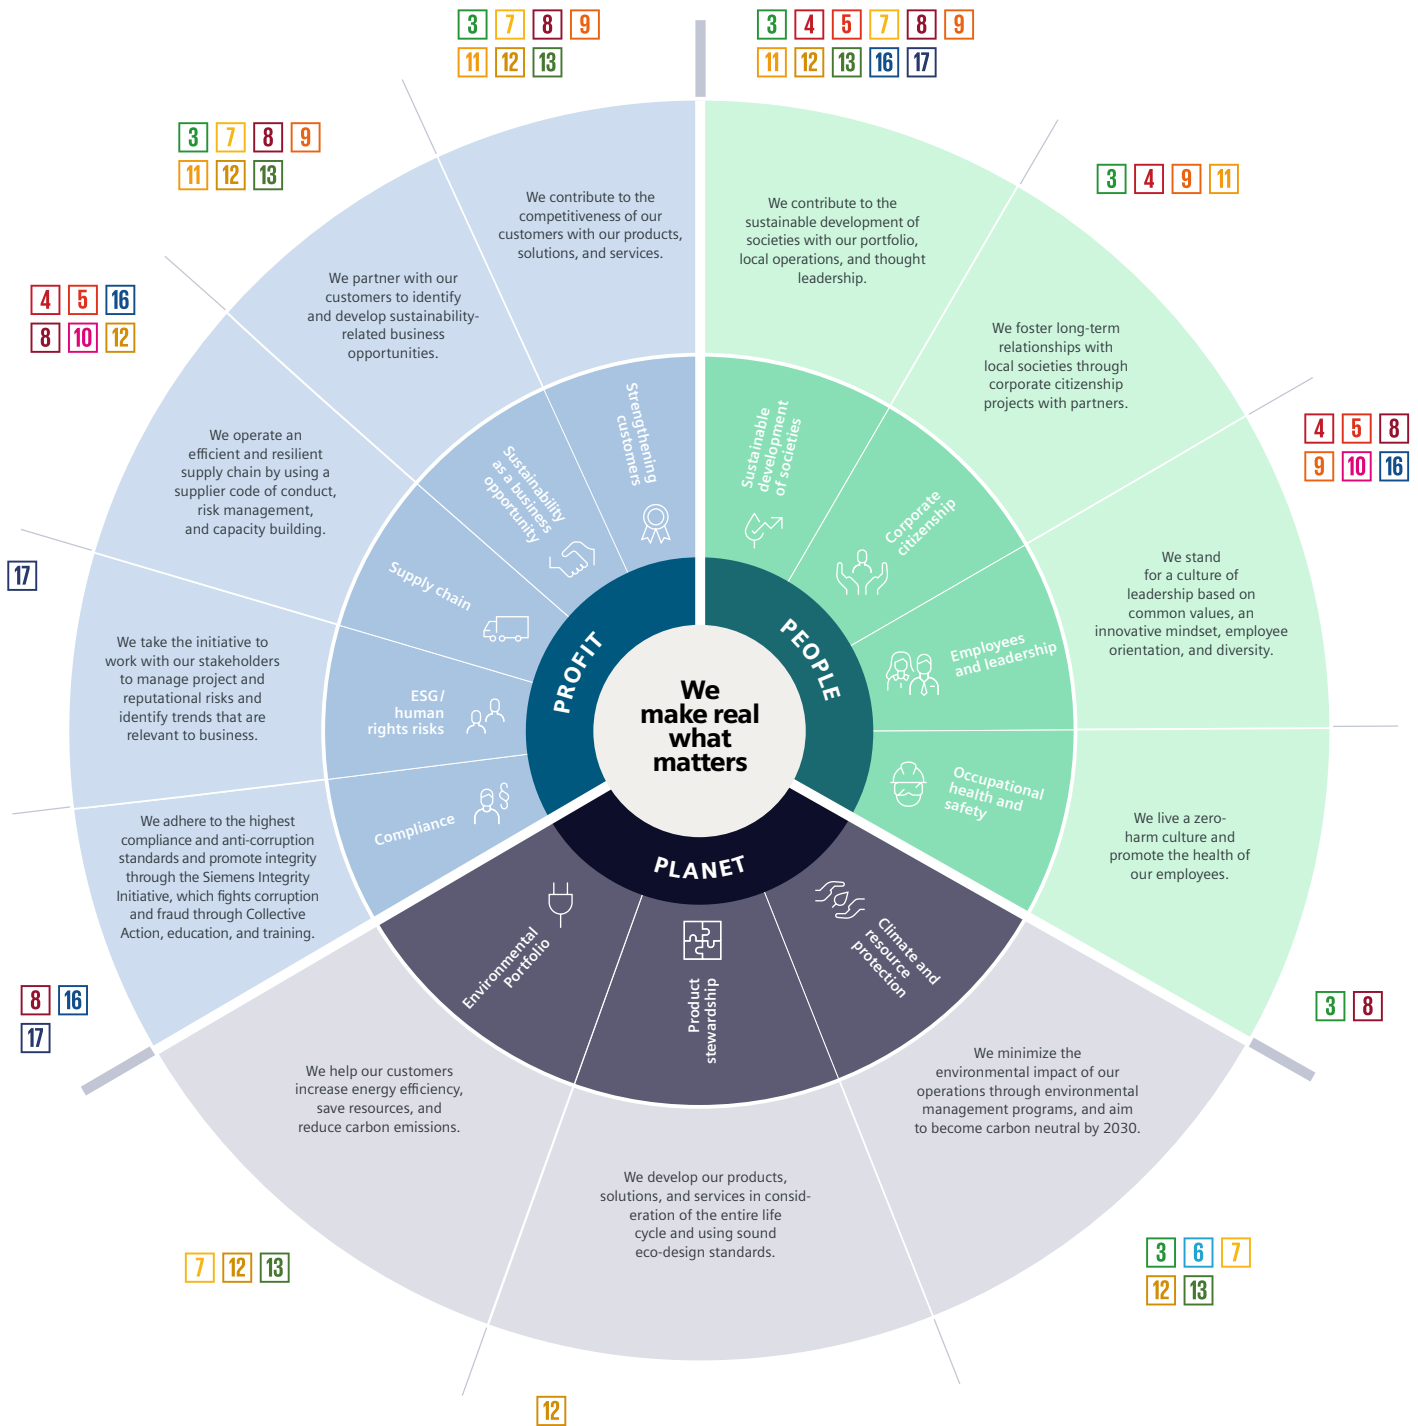 3 7 8 9
11 12 13
3 4 5 7 8 9
11 12 13 16 17
3 7 8 9
11 12 13
3 4 9 11
4 5 16
8 10 12
4 5 8
9 10 16
17
8 16
17
3 8
7 12 13
3 6 7
12 13
12
We
make real
what
matters
PROFIT
PEOPLE
PLANET
Strengthening
customers
We contribute to the
competitiveness of our
customers with our products,
solutions, and services.
Sustainability
as a business
opportunity
We partner with our
customers to identify
and develop sustainability-
related business
opportunities.
Supply chain
We operate an
efficient and resilient
supply chain by using a
supplier code of conduct,
risk management,
and capacity building.
ESG/
human
rights risks
We take the initiative to
work with our stakeholders
to manage project and
reputational risks and
identify trends that are
relevant to business.
Compliance
We adhere to the highest
compliance and anti-corruption
standards and promote integrity
through the Siemens Integrity
Initiative, which fights corruption
and fraud through Collective
Action, education, and training.
Sustainable
development
of societies
We contribute to the
sustainable development of
societies with our portfolio,
local operations, and thought
leadership.
Corporate
citizenship
We foster long-term
relationships with
local societies through
corporate citizenship
projects with partners.
Employees
and leadership
We stand
for a culture of
leadership based on
common values, an
innovative mindset, employee
orientation, and diversity.
Occupational
health and
safety
We live a zero-
harm culture and
promote the health of
our employees.
Climate and
resource
protection
We minimize the
environmental impact of our
operations through environmental
management programs, and aim
to become carbon neutral by 2030.
Product
stewardship
We develop our products,
solutions, and services in consid-
eration of the entire life
cycle and using sound
eco-design standards.
Environmental
Portfolio
We help our customers
increase energy efficiency,
save resources, and
reduce carbon emissions.